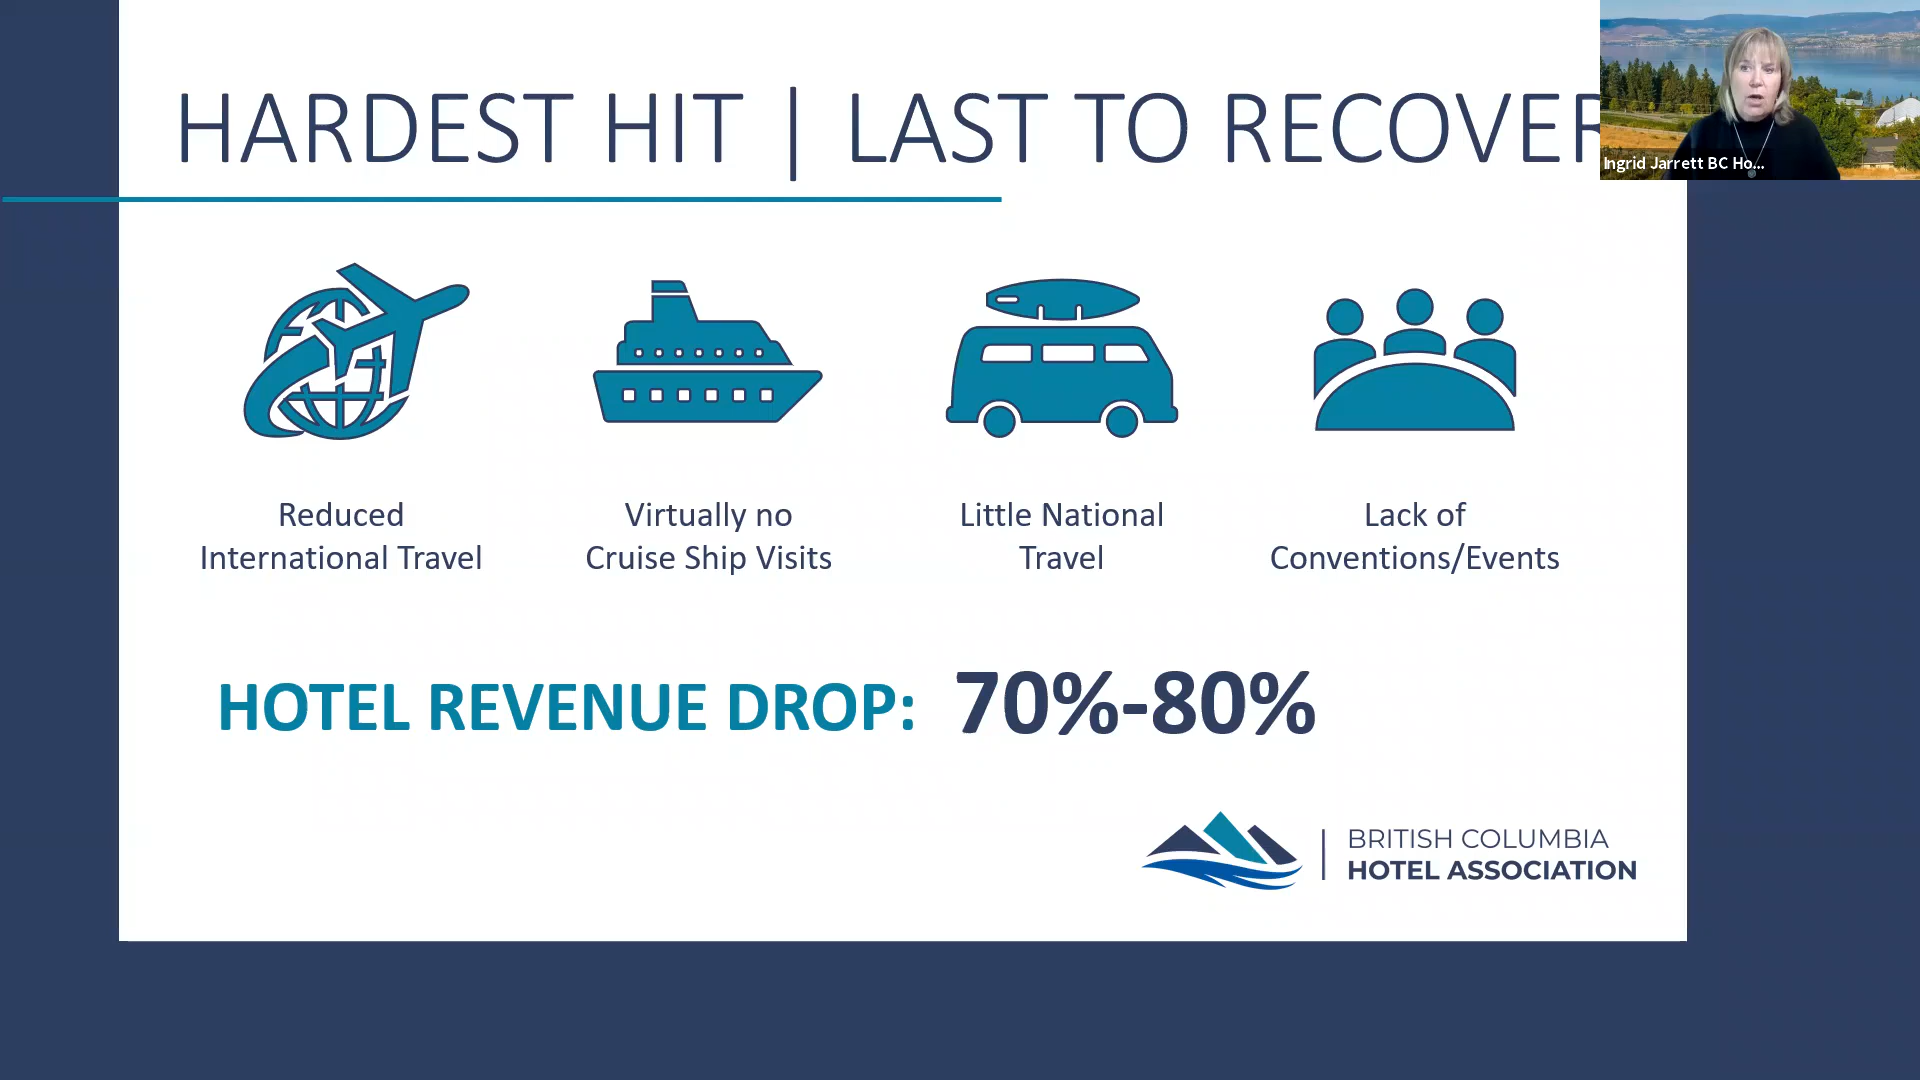 HARDEST HIT | LAST TO RECOVER
Ingrid Jarrett BC Ho...
Reduced
International Travel
Virtually no
Cruise Ship Visits
Little National
Travel
Lack of
Conventions/Events
HOTEL REVENUE DROP: 70%-80%
BRITISH COLUMBIA
HOTEL ASSOCIATION